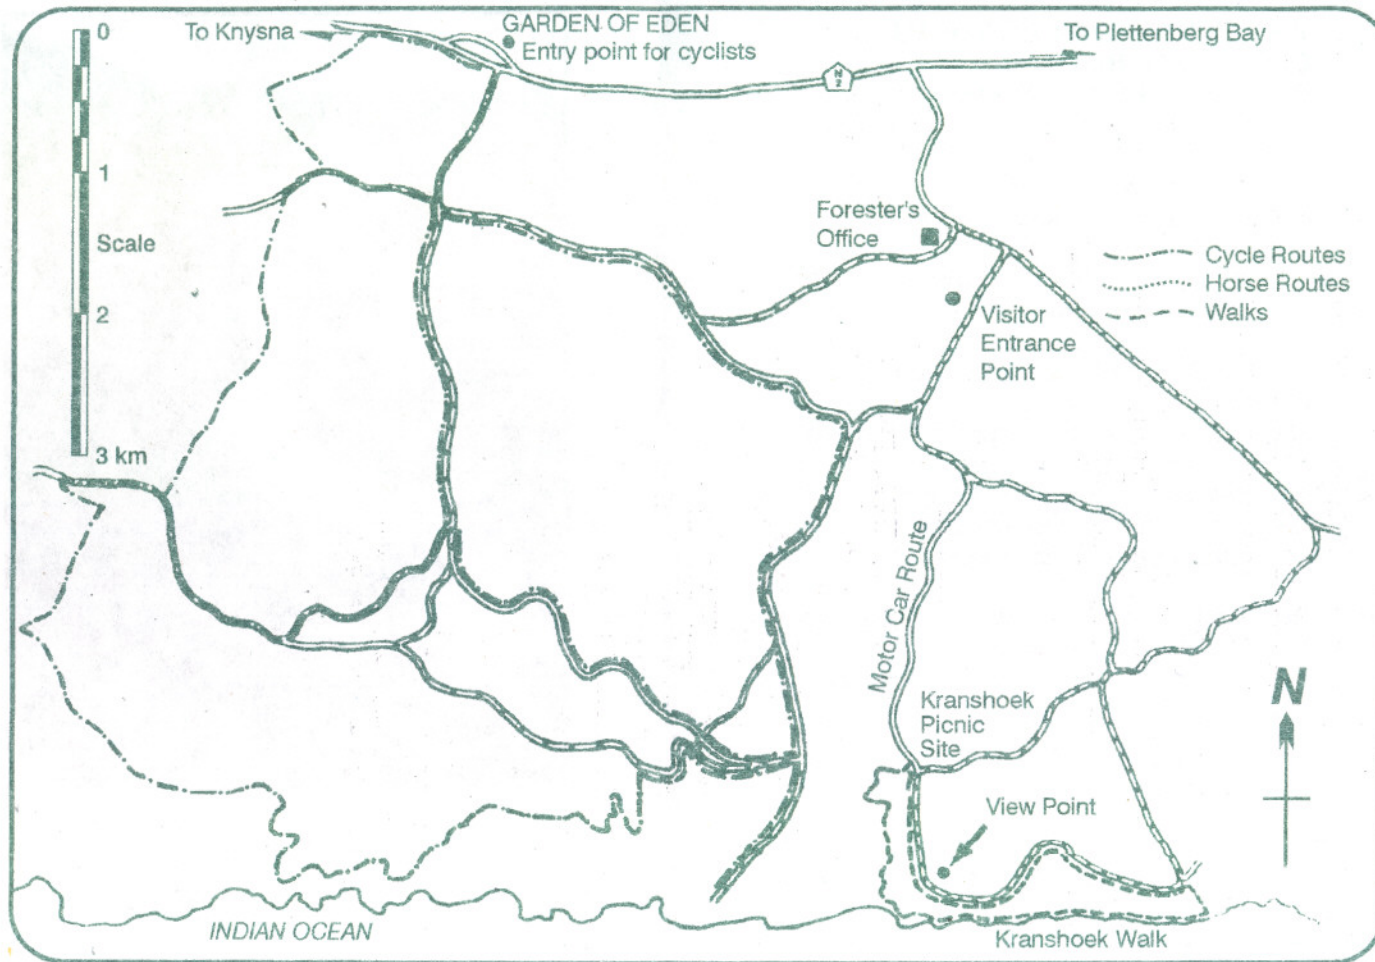 GARDEN OF EDEN
Entry point for cyclists
To Knysna
To Plettenberg Bay
N
2
0
1
Scale
2
3 km
Forester's
Office
Cycle Routes
Horse Routes
Walks
Visitor
Entrance
Point
Motor Car Route
Kranshoek
Picnic
Site
N
View Point
INDIAN OCEAN
Kranshoek Walk